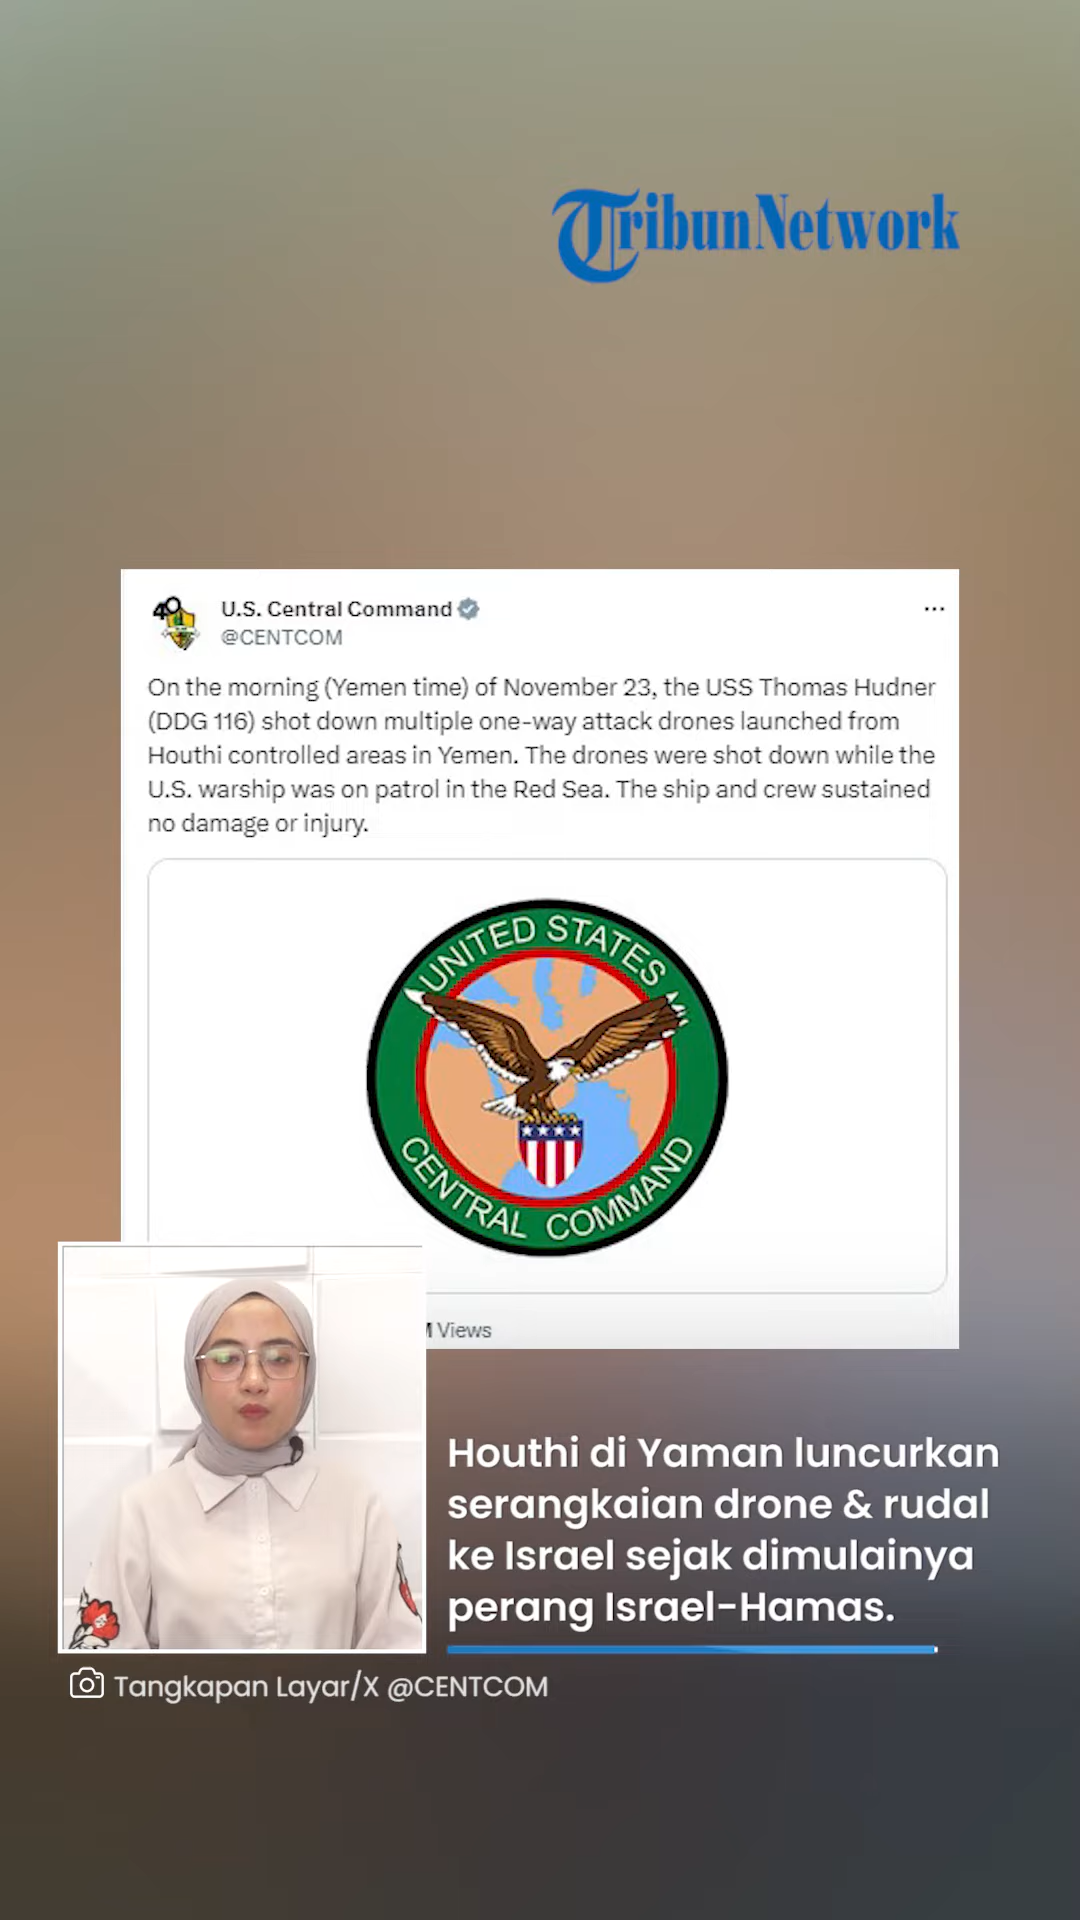 TribunNetwork
U.S. Central Command
@CENTCOM
On the morning (Yemen time) of November 23, the USS Thomas Hudner
(DDG 116) shot down multiple one-way attack drones launched from
Houthi controlled areas in Yemen. The drones were shot down while the
U.S. warship was on patrol in the Red Sea. The ship and crew sustained
no damage or injury.
UNITED STATES
CENTRAL COMMAND
Views
Houthi di Yaman luncurkan
serangkaian drone & rudal
ke Israel sejak dimulainya
perang Israel-Hamas.
Tangkapan Layar/X @CENTCOM